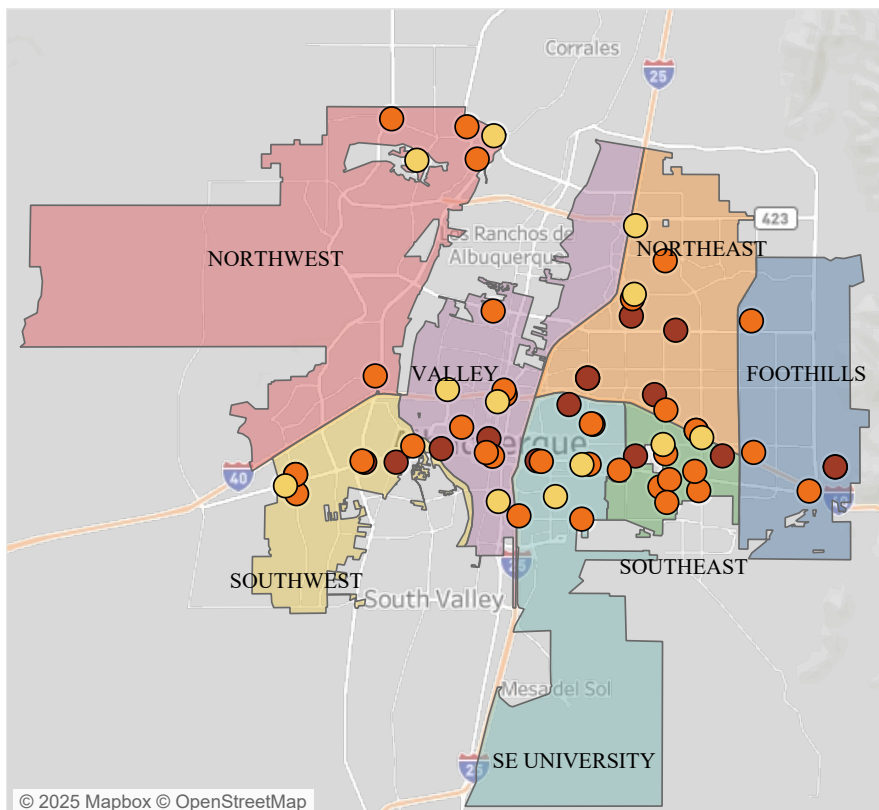 Corrales
25
423
NORTHEAST
Los Ranchos de
Albuquerque
NORTHWEST
VALLEY
FOOTHILLS
Albuquerque
40
SOUTHWEST
SOUTHEAST
25
South Valley
Mesa del Sol
SE UNIVERSITY
25
© 2025 Mapbox © OpenStreetMap